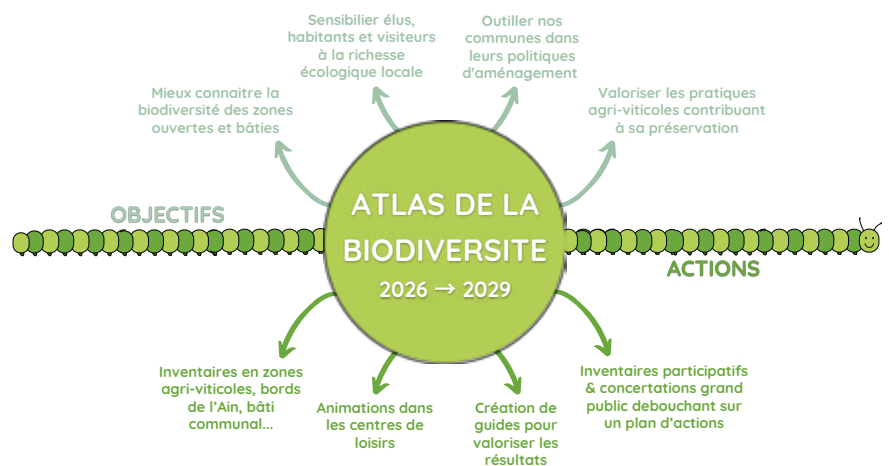 Sensibilier élus,
habitants et visiteurs
à la richesse
écologique locale
Outiller nos
communes dans
leurs politiques
d'aménagement
Mieux connaitre la
biodiversité des zones
ouvertes et bâties
Valoriser les pratiques
agri-viticoles contribuant
à sa préservation
OBJECTIFS
ATLAS DE LA
BIODIVERSITE
2026 → 2029
ACTIONS
Inventaires en zones
agri-viticoles, bords
de l'Ain, bâti
communal...
Animations dans
les centres de
loisirs
Création de
guides pour
valoriser les
résultats
Inventaires participatifs
& concertations grand
public debouchant sur
un plan d'actions